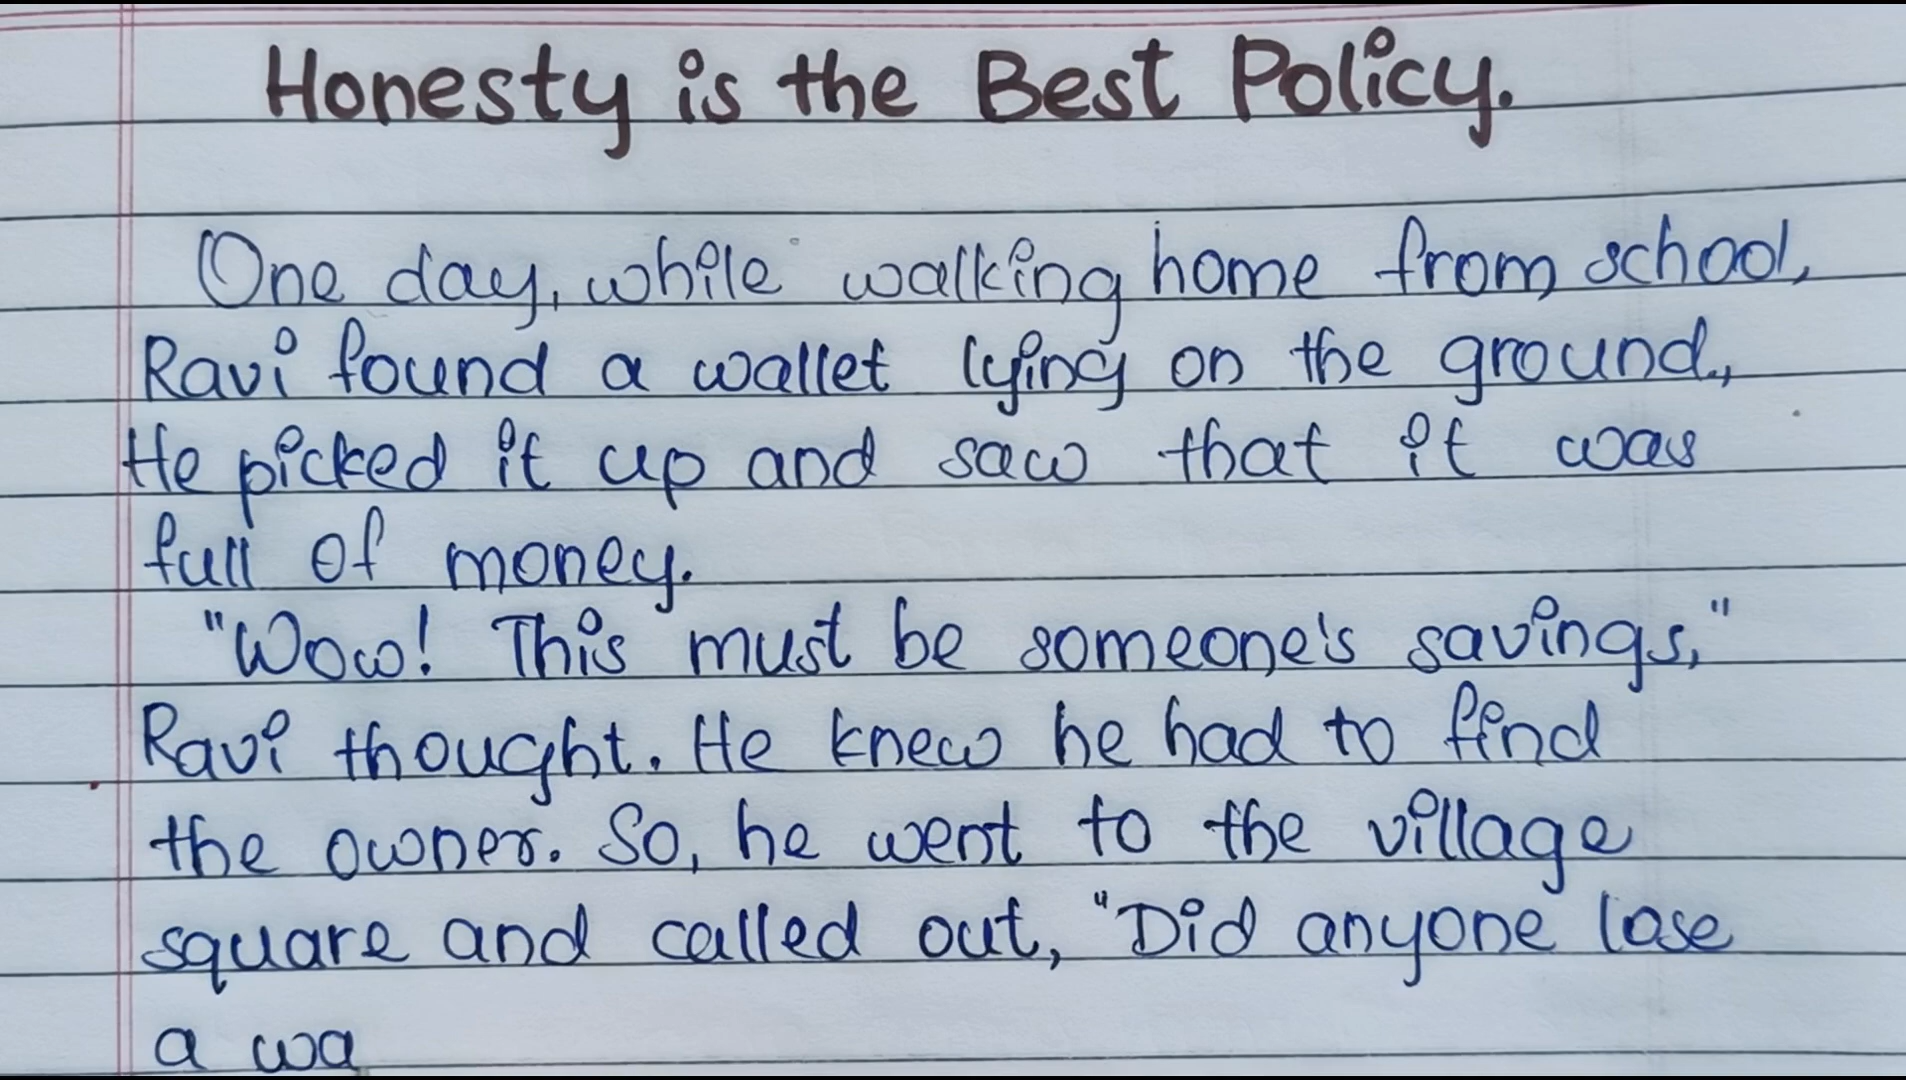 Honesty is the Best Policy.
One day, while walking home from school,
Ravi found a wallet lying on the ground.,
He picked it up and saw that it was
full of money.
"Wow! This must be someone's savings,"
Ravi thought. He knew he had to find
the owner. So, he went to the village
square and called out, "Did anyone lose
a wa